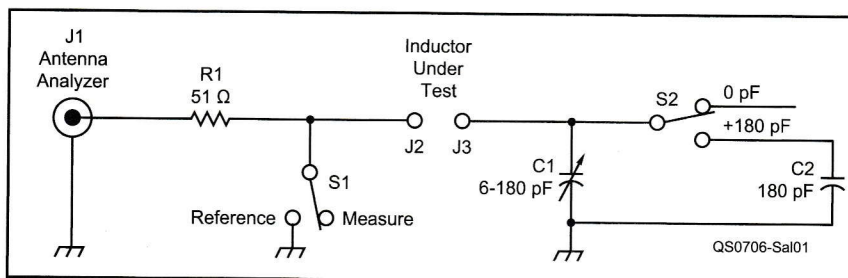 J1
Antenna
Analyzer
R1
51 Ω
Inductor
Under
Test
J2
J3
S1
Reference
Measure
S2
0 pF
+180 pF
C1
6-180 pF
C2
180 pF
QS0706-Sal01